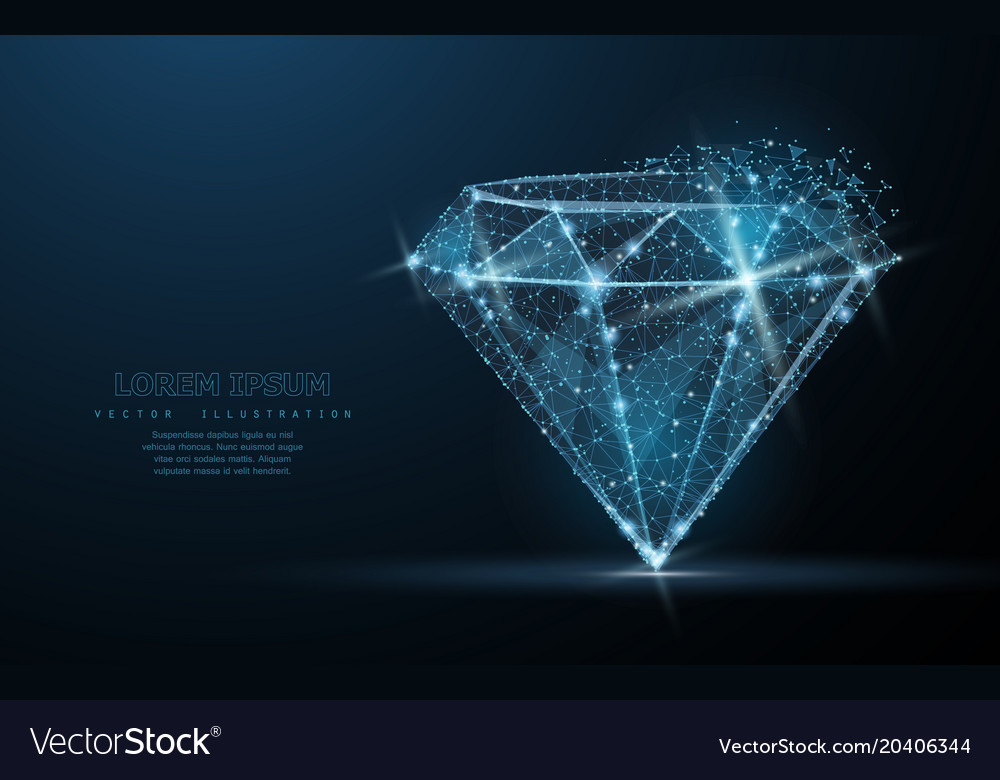 LOREM IPSUM
VECTOR ILLUSTRATION
Suspendisse dapibus ligula eu nisl
vehicula rhoncus. Nunc euismod augue
vitae orci sodales mattis. Aliquam
vulputate massa id velit hendrerit.
VectorStock®
VectorStock.com/20406344